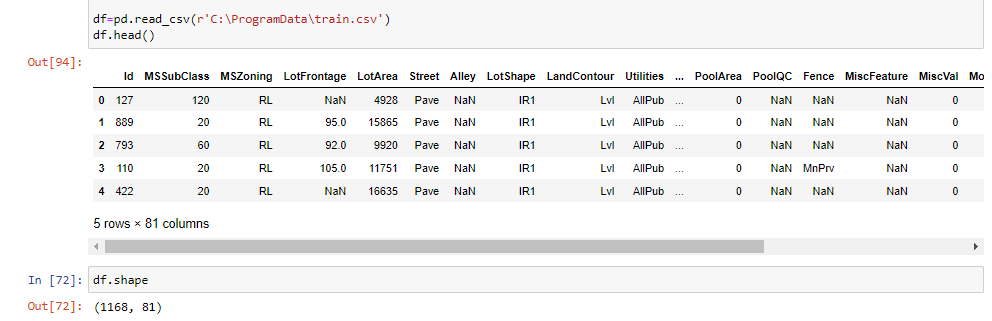 df=pd.read_csv(r'C:\ProgramData\train.csv')
df.head()
Out[94]:
Id MSSubClass MSZoning LotFrontage LotArea Street Alley LotShape LandContour Utilities ... PoolArea PoolQC Fence MiscFeature MiscVal Mo
0 127 120 RL NaN 4928 Pave NaN IR1 Lvl AllPub ... 0 NaN NaN NaN 0
1 889 20 RL 95.0 15865 Pave NaN IR1 Lvl AllPub ... 0 NaN NaN NaN 0
2 793 60 RL 92.0 9920 Pave NaN IR1 Lvl AllPub ... 0 NaN NaN NaN 0
3 110 20 RL 105.0 11751 Pave NaN IR1 Lvl AllPub ... 0 NaN MnPrv NaN 0
4 422 20 RL NaN 16635 Pave NaN IR1 Lvl AllPub ... 0 NaN NaN NaN 0
5 rows × 81 columns
In [72]: df.shape
Out[72]: (1168, 81)